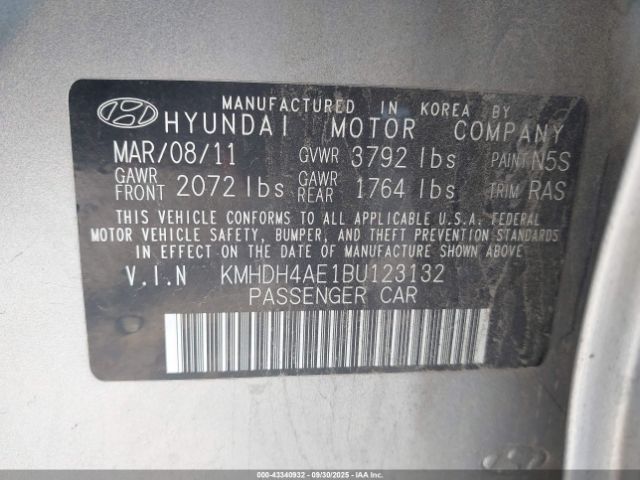 MANUFACTURED IN KOREA BY
HYUNDAI MOTOR COMPANY
MAR/08/11 GVWR 3792 lbs PAINT N5S
GAWR FRONT 2072 lbs GAWR REAR 1764 lbs TRIM RAS
THIS VEHICLE CONFORMS TO ALL APPLICABLE U.S.A. FEDERAL
MOTOR VEHICLE SAFETY, BUMPER, AND THEFT PREVENTION STANDARDS
IN EFFECT ON THE DATE OF MANUFACTURE SHOWN ABOVE
V.I.N KMHDH4AE1BU123132
PASSENGER CAR
000-43340932 - 09/30/2025 - IAAI.COM